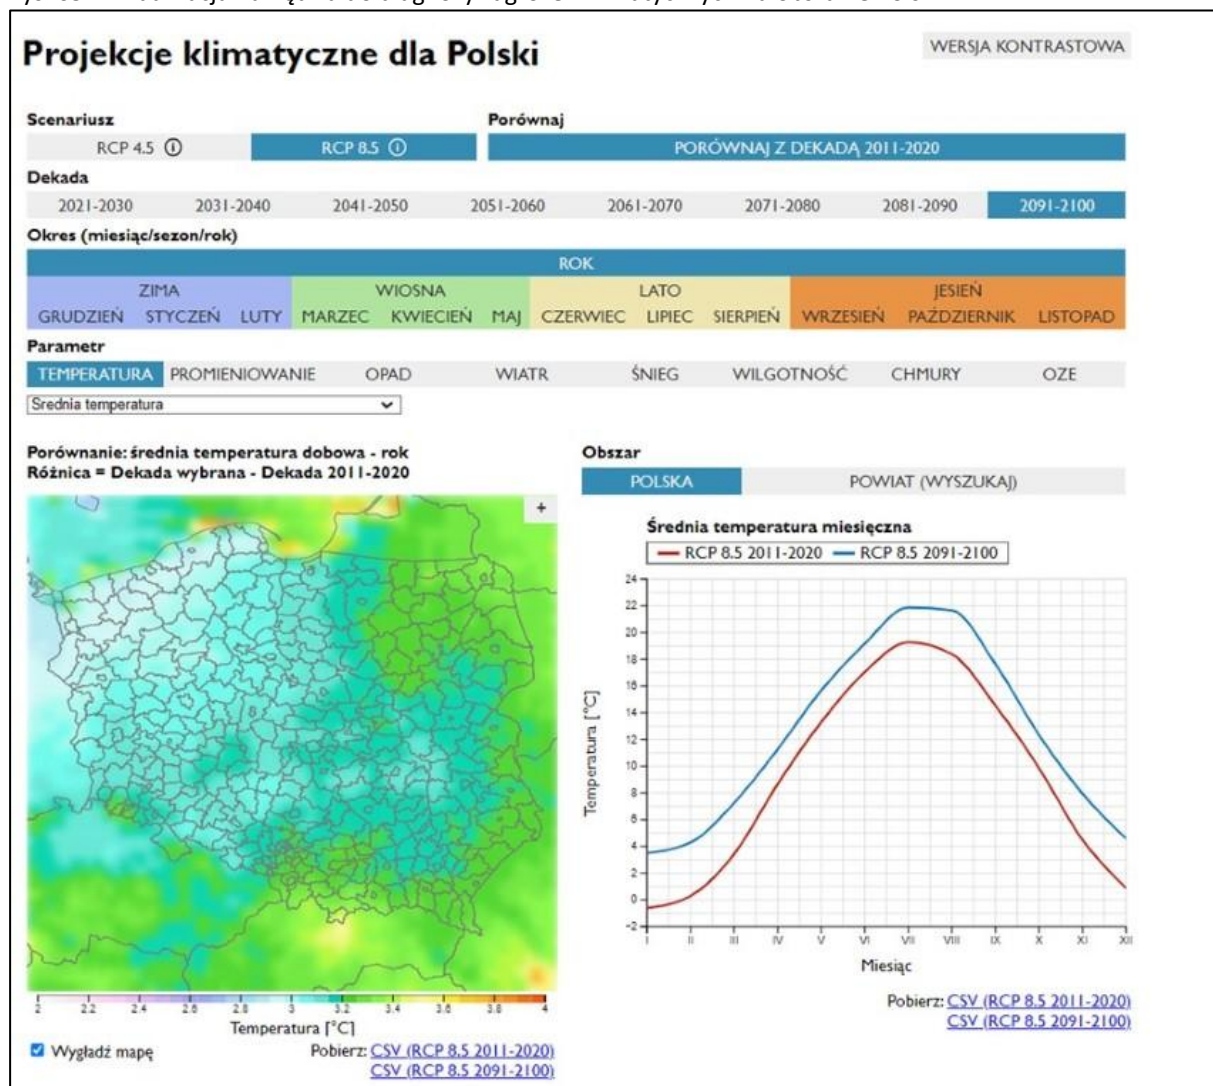 Projekcje klimatyczne dla Polski
WERSJA KONTRASTOWA
Scenariusz
Porównaj
RCP 4.5 ⓘ
RCP 8.5 ⓘ
PORÓWNAJ Z DEKADĄ 2011-2020
Dekada
2021-2030 2031-2040 2041-2050 2051-2060 2061-2070 2071-2080 2081-2090 2091-2100
Okres (miesiąc/sezon/rok)
ROK
ZIMA WIOSNA LATO JESIEŃ
GRUDZIEŃ STYCZEŃ LUTY MARZEC KWIECIEŃ MAJ CZERWIEC LIPIEC SIERPIEŃ WRZESIEŃ PAŹDZIERNIK LISTOPAD
Parametr
TEMPERATURA PROMIENIOWANIE OPAD WIATR ŚNIEG WILGOTNOŚĆ CHMURY OZE
Średnia temperatura
Porównanie: średnia temperatura dobowa - rok
Różnica = Dekada wybrana - Dekada 2011-2020
+
2 2.2 2.4 2.6 2.8 3 3.2 3.4 3.6 3.8 4
Temperatura [°C]
Wygładź mapę
Pobierz: CSV (RCP 8.5 2011-2020)
CSV (RCP 8.5 2091-2100)
Obszar
POLSKA
POWIAT (WYSZUKAJ)
Średnia temperatura miesięczna
RCP 8.5 2011-2020 RCP 8.5 2091-2100
24
22
20
18
16
14
12
10
8
6
4
2
0
-2
Temperatura [°C]
I II III IV V VI VII VIII IX X XI XII
Miesiąc
Pobierz: CSV (RCP 8.5 2011-2020)
CSV (RCP 8.5 2091-2100)